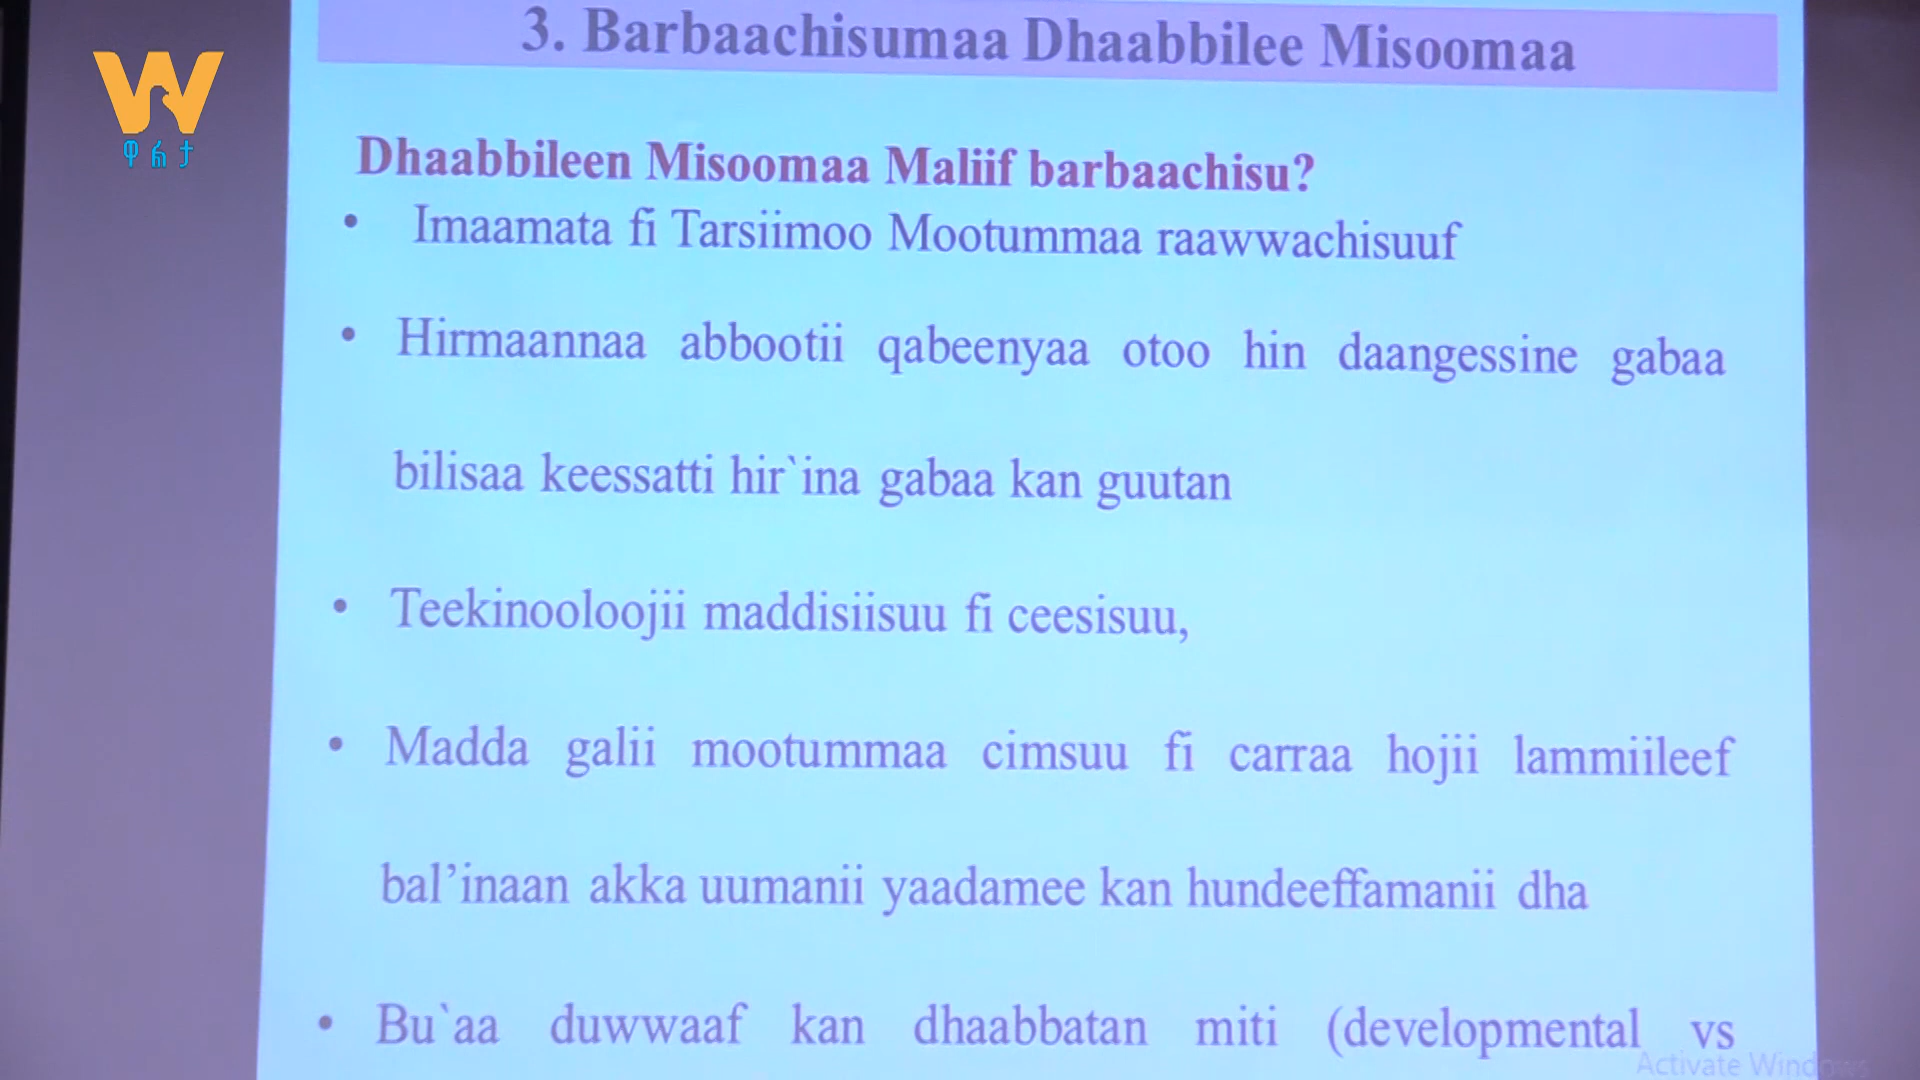 3. Barbaachisumaa Dhaabbilee Misoomaa
ዋልታ
Dhaabbileen Misoomaa Maliif barbaachisu?
• Imaamata fi Tarsiimoo Mootummaa raawwachisuuf
• Hirmaannaa abbootii qabeenyaa otoo hin daangessine gabaa
bilisaa keessatti hir`ina gabaa kan guutan
• Teekinooloojii maddisiisuu fi ceesisuu,
• Madda galii mootummaa cimsuu fi carraa hojii lammiileef
bal’inaan akka uumanii yaadamee kan hundeeffamanii dha
• Bu`aa duwwaaf kan dhaabbatan miti (developmental vs
Activate Windows